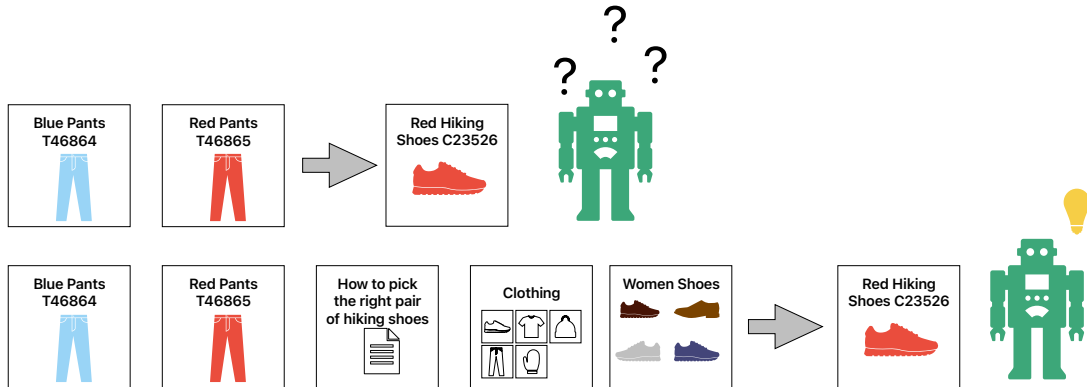 ?
?
?
Blue Pants
T46864
Red Pants
T46865
Red Hiking
Shoes C23526
Blue Pants
T46864
Red Pants
T46865
How to pick
the right pair
of hiking shoes
Clothing
Women Shoes
Red Hiking
Shoes C23526